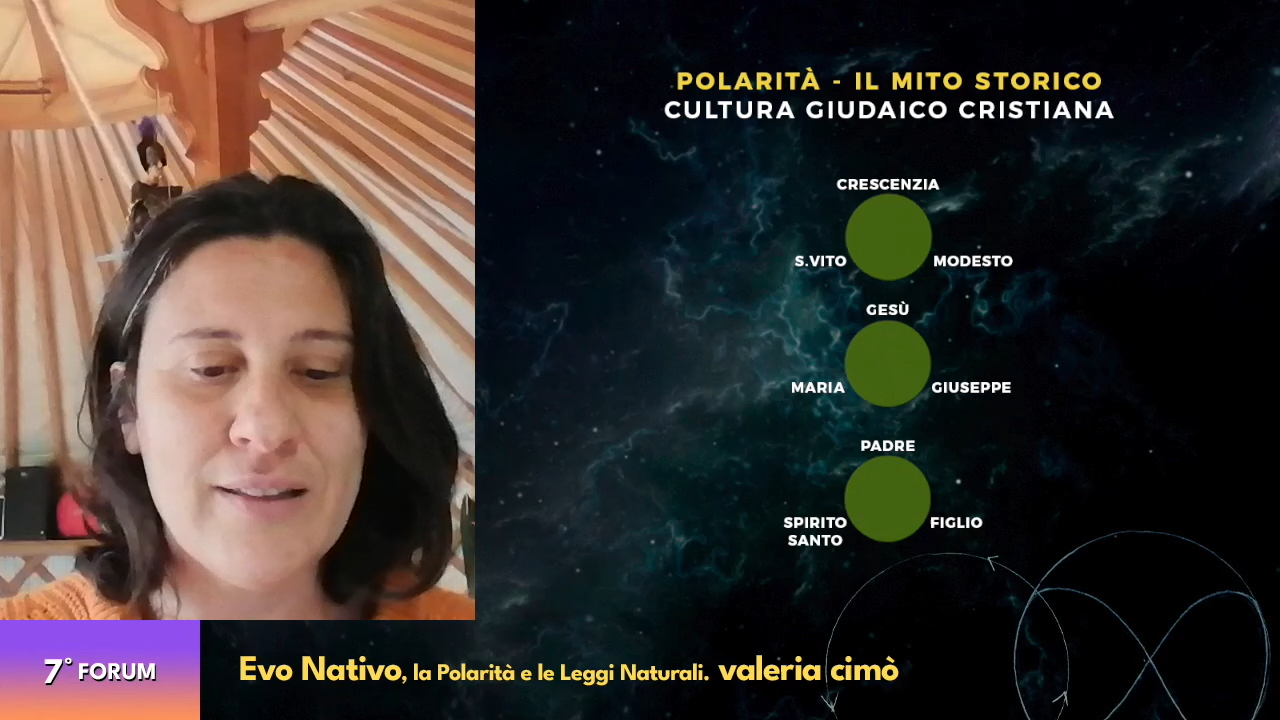 POLARITÀ - IL MITO STORICO
CULTURA GIUDAICO CRISTIANA
CRESCENZIA
S.VITO
MODESTO
GESÙ
MARIA
GIUSEPPE
PADRE
SPIRITO
SANTO
FIGLIO
7° FORUM
Evo Nativo, la Polarità e le Leggi Naturali. valeria cimò